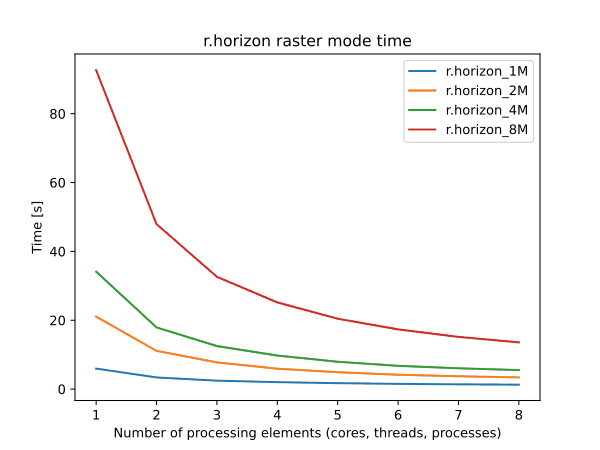 r.horizon raster mode time
r.horizon_1M
r.horizon_2M
r.horizon_4M
r.horizon_8M
Time [s]
80
60
40
20
0
1 2 3 4 5 6 7 8
Number of processing elements (cores, threads, processes)